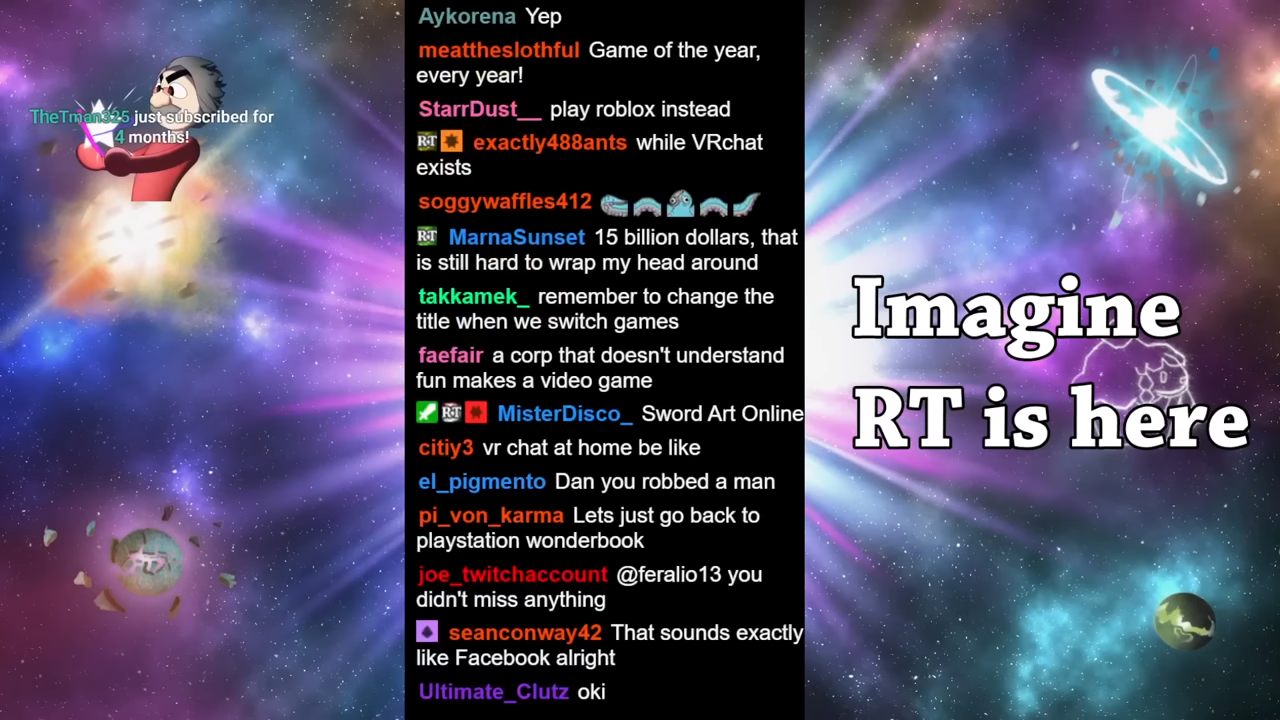 TheTman325 just subscribed for
4 months!
Aykorena Yep
meattheslothful Game of the year,
every year!
StarrDust__ play roblox instead
RT exactly488ants while VRchat
exists
soggywaffles412
RT MarnaSunset 15 billion dollars, that
is still hard to wrap my head around
takkamek_ remember to change the
title when we switch games
faefair a corp that doesn't understand
fun makes a video game
RT MisterDisco_ Sword Art Online
citiy3 vr chat at home be like
el_pigmento Dan you robbed a man
pi_von_karma Lets just go back to
playstation wonderbook
joe_twitchaccount @feralio13 you
didn't miss anything
seanconway42 That sounds exactly
like Facebook alright
Ultimate_Clutz oki
Imagine
RT is here